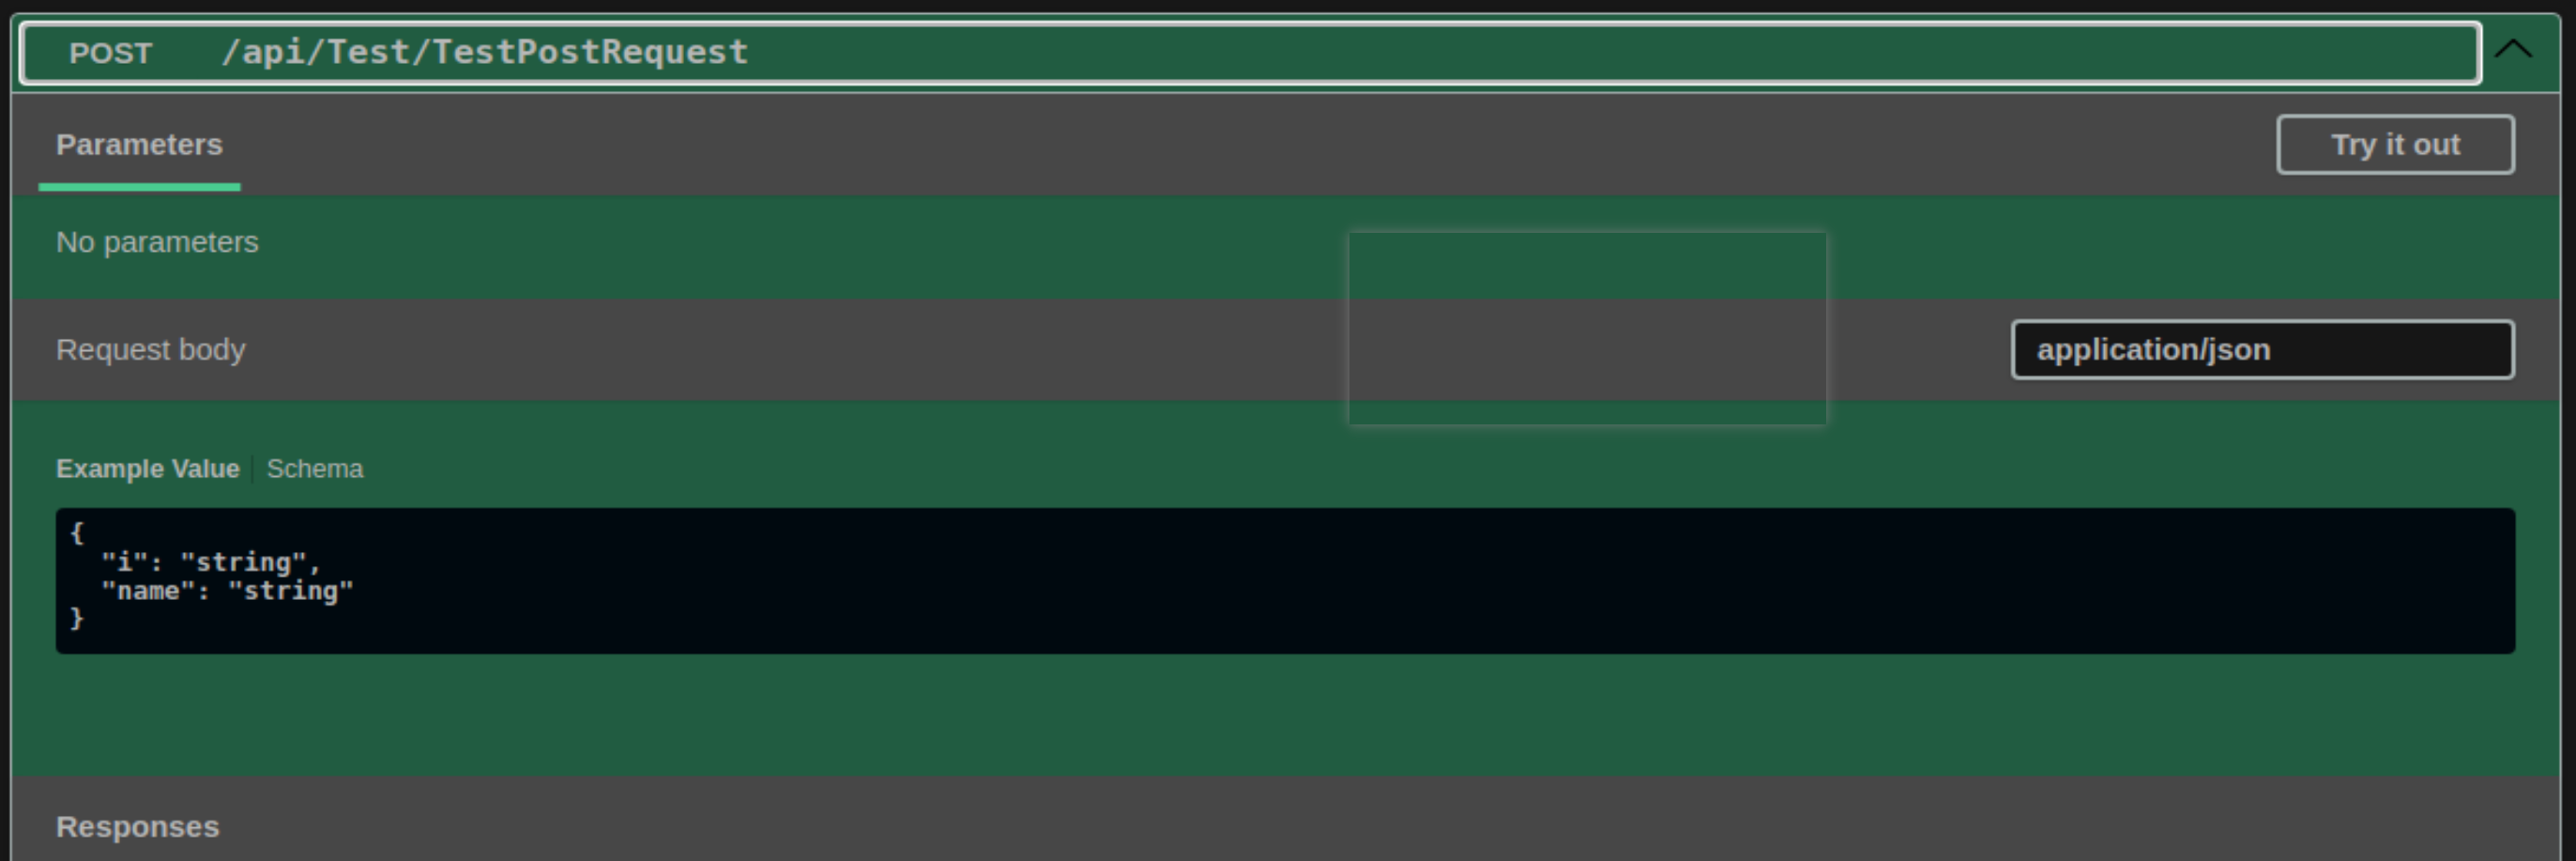 POST /api/Test/TestPostRequest
Parameters Try it out
No parameters
Request body application/json
Example Value Schema
{
  "i": "string",
  "name": "string"
}
Responses